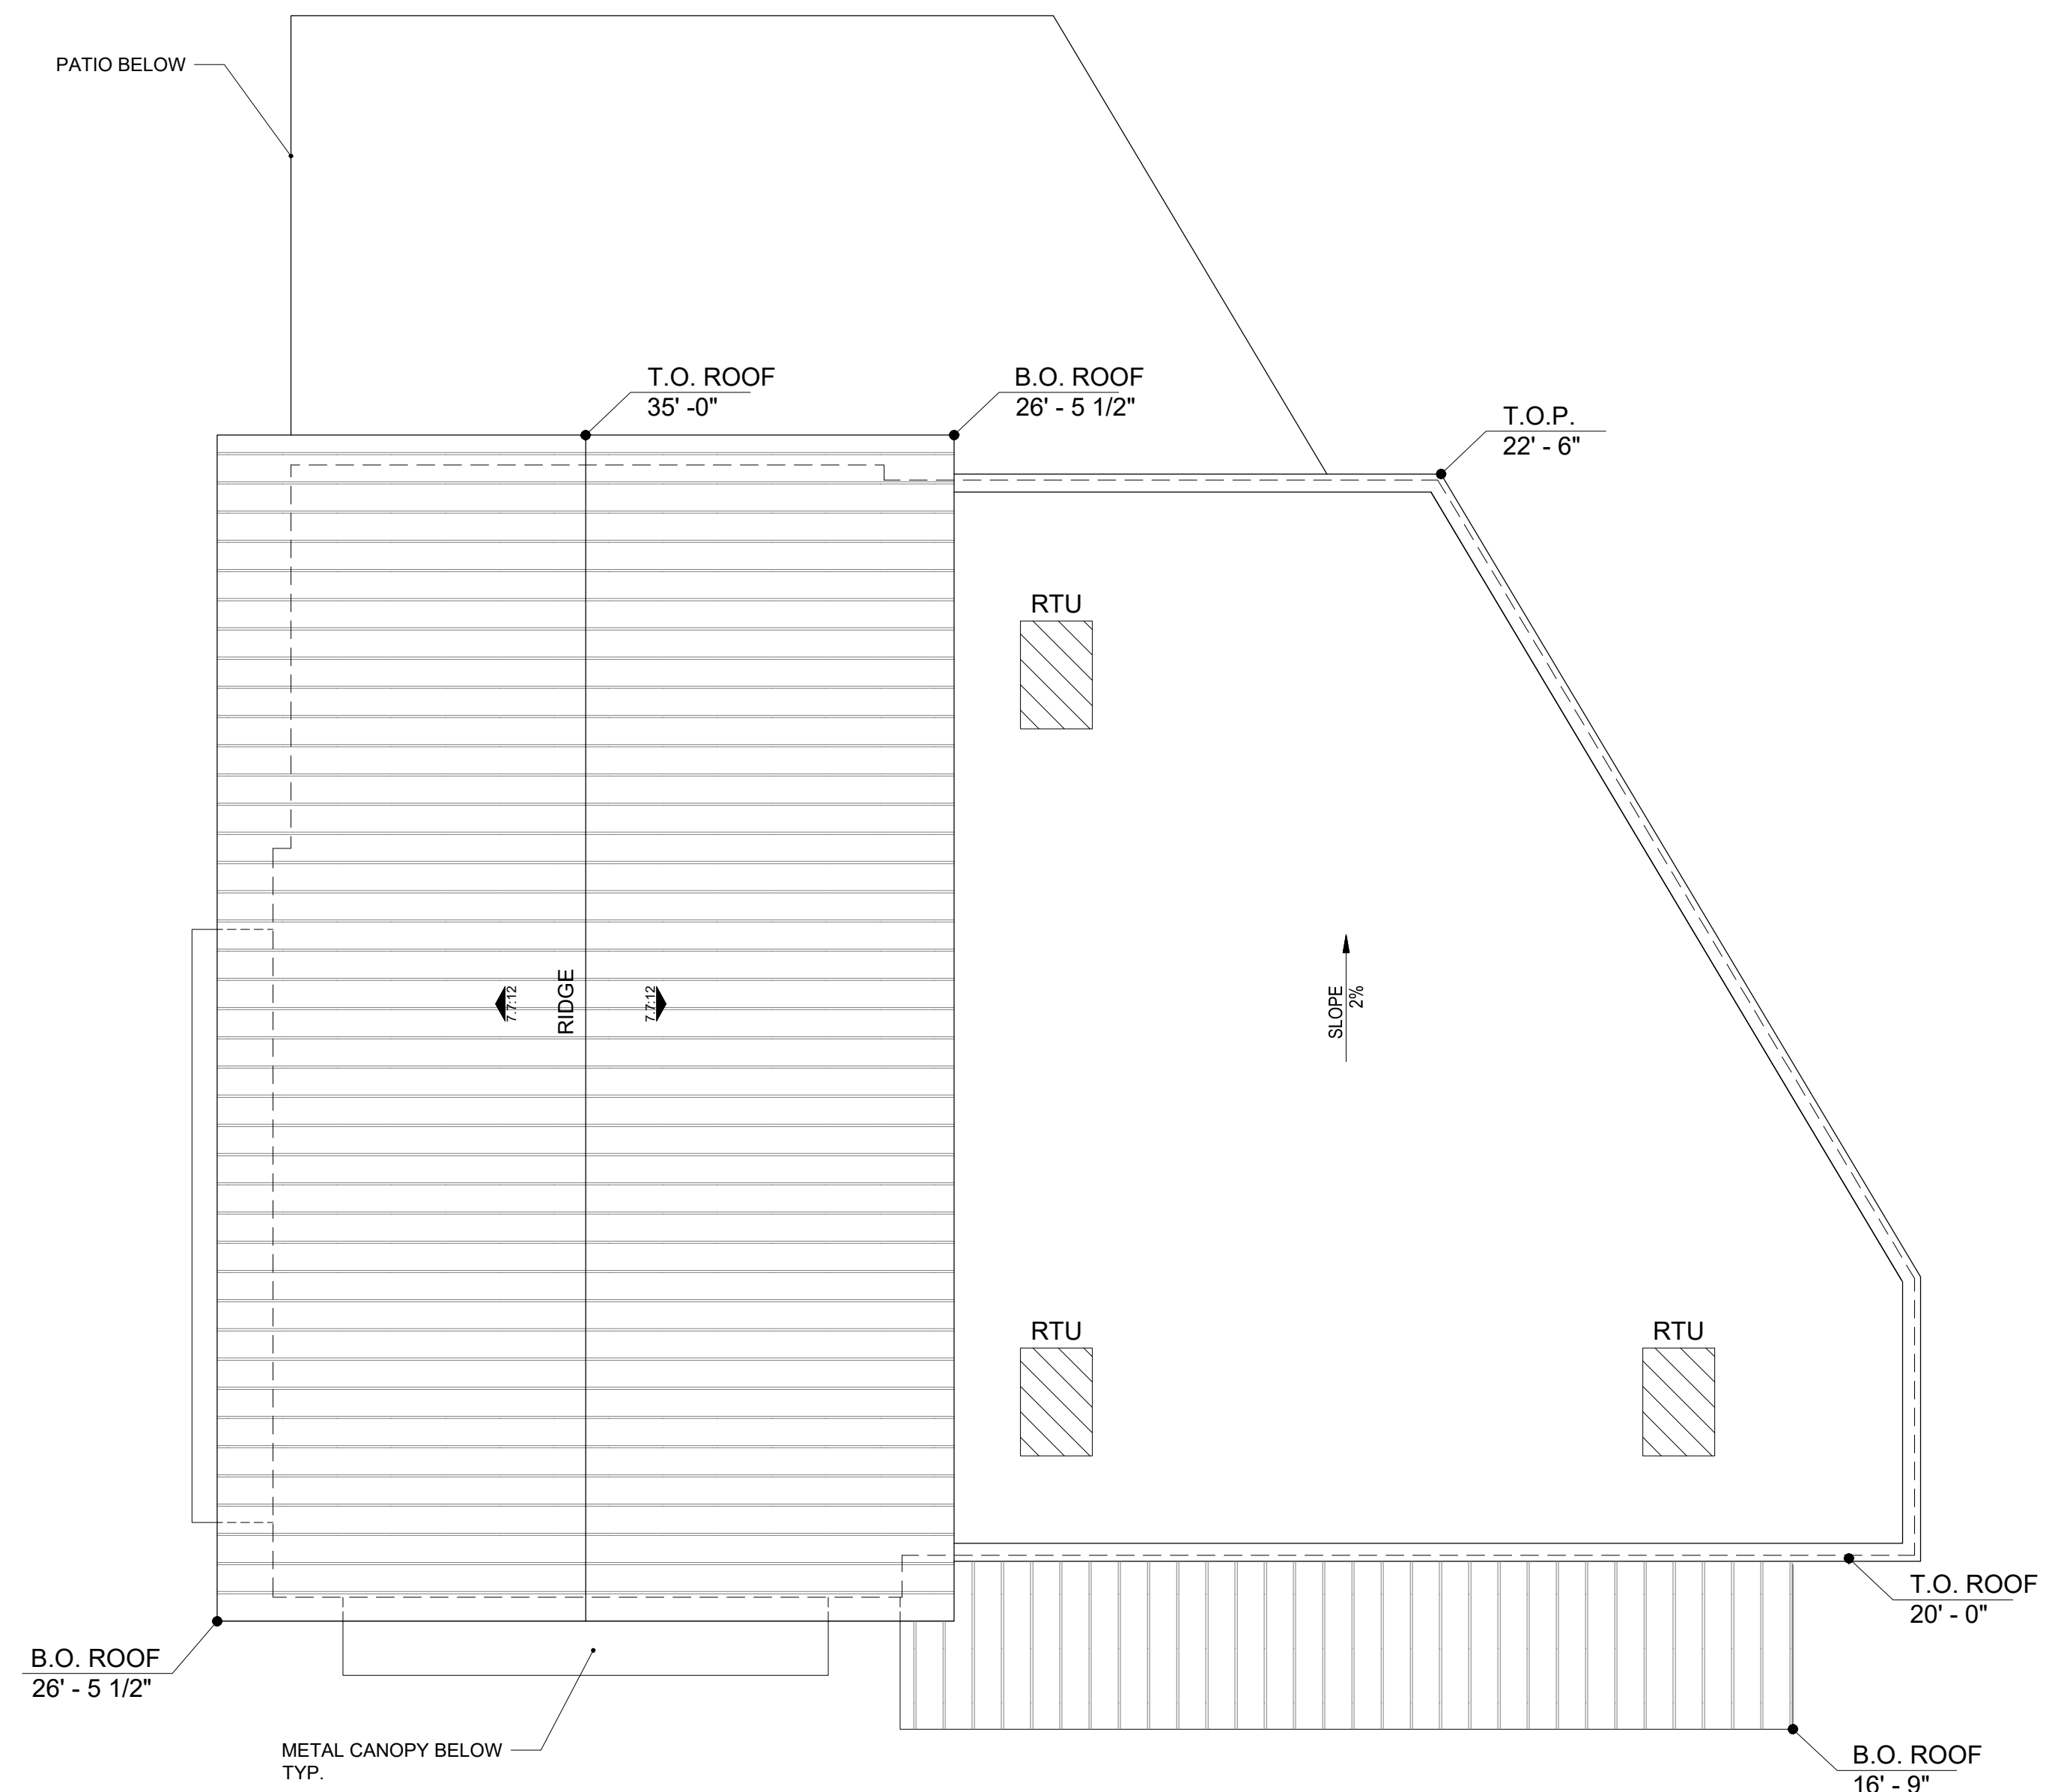 PATIO BELOW
T.O. ROOF
35' -0"
B.O. ROOF
26' - 5 1/2"
T.O.P.
22' - 6"
RTU
7.7:12
RIDGE
7.7:12
SLOPE
2%
RTU
RTU
T.O. ROOF
20' - 0"
B.O. ROOF
26' - 5 1/2"
METAL CANOPY BELOW
TYP.
B.O. ROOF
16' - 9"